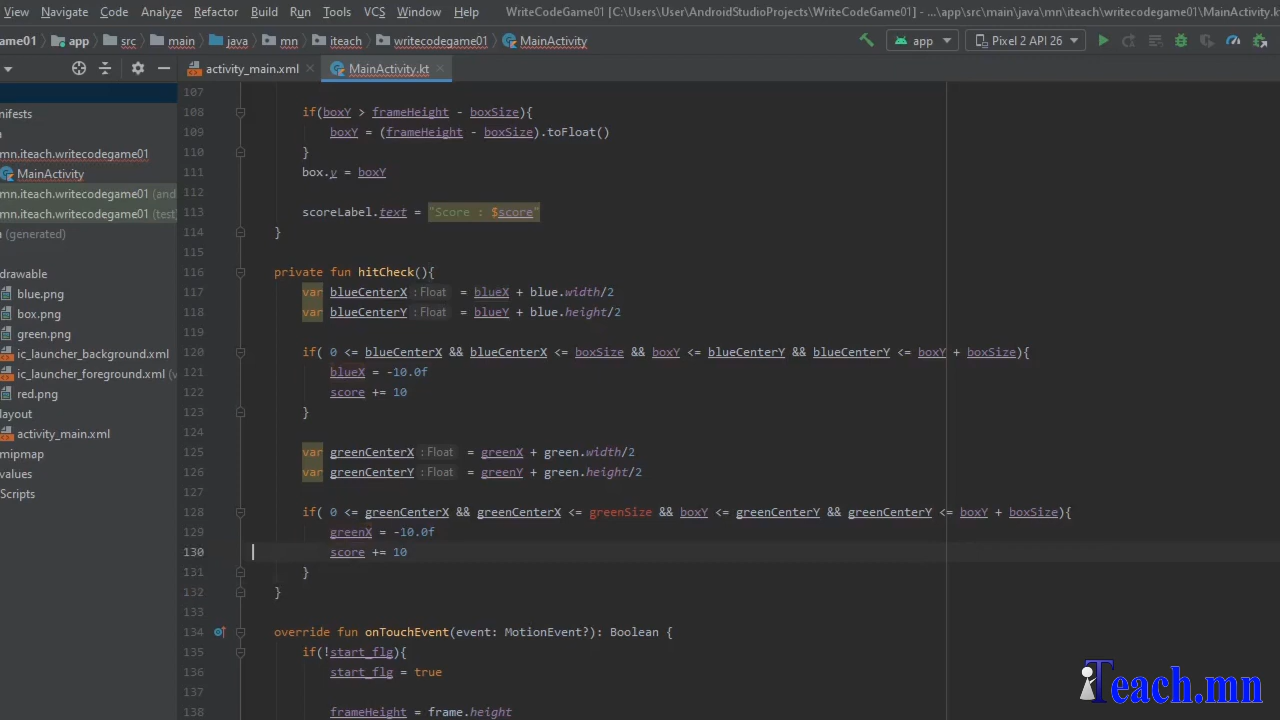 View Navigate Code Analyze Refactor Build Run Tools VCS Window Help WriteCodeGame01 [C:\Users\User\AndroidStudioProjects\WriteCodeGame01] - ...\app\src\main\java\mn\iteach\writecodegame01\MainActivity.kt
ame01 app src main java mn iteach writecodegame01 MainActivity app Pixel 2 API 26
activity_main.xml MainActivity.kt
anifests
mn.iteach.writecodegame01
MainActivity
mn.iteach.writecodegame01 (and
mn.iteach.writecodegame01 (test)
(generated)
drawable
blue.png
box.png
green.png
ic_launcher_background.xml
ic_launcher_foreground.xml (v
red.png
layout
activity_main.xml
mipmap
values
Scripts
107
108 if(boxY > frameHeight - boxSize){
109 boxY = (frameHeight - boxSize).toFloat()
110 }
111 box.y = boxY
112
113 scoreLabel.text = "Score : $score"
114 }
115
116 private fun hitCheck(){
117 var blueCenterX :Float = blueX + blue.width/2
118 var blueCenterY :Float = blueY + blue.height/2
119
120 if( 0 <= blueCenterX && blueCenterX <= boxSize && boxY <= blueCenterY && blueCenterY <= boxY + boxSize){
121 blueX = -10.0f
122 score += 10
123 }
124
125 var greenCenterX :Float = greenX + green.width/2
126 var greenCenterY :Float = greenY + green.height/2
127
128 if( 0 <= greenCenterX && greenCenterX <= greenSize && boxY <= greenCenterY && greenCenterY <= boxY + boxSize){
129 greenX = -10.0f
130 score += 10
131 }
132 }
133
134 override fun onTouchEvent(event: MotionEvent?): Boolean {
135 if(!start_flg){
136 start_flg = true
137
138 frameHeight = frame.height
iTeach.mn